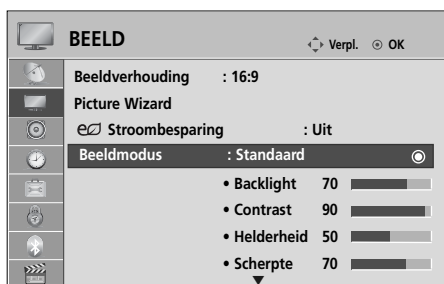 BEELD
Verpl. OK
Beeldverhouding : 16:9
Picture Wizard
Stroombesparing : Uit
Beeldmodus : Standaard
• Backlight 70
• Contrast 90
• Helderheid 50
• Scherpte 70